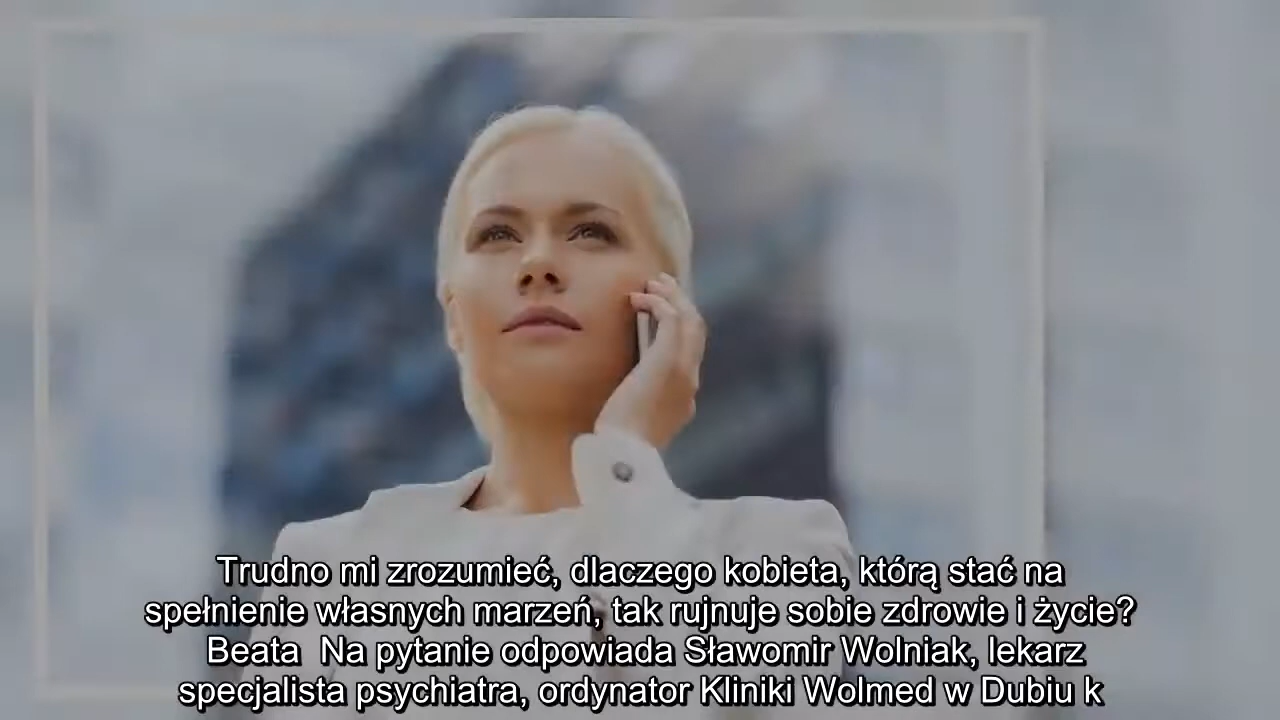 Trudno mi zrozumieć, dlaczego kobieta, którą stać na
spełnienie własnych marzeń, tak rujnuje sobie zdrowie i życie?
Beata  Na pytanie odpowiada Sławomir Wolniak, lekarz
specjalista psychiatra, ordynator Kliniki Wolmed w Dubiu k